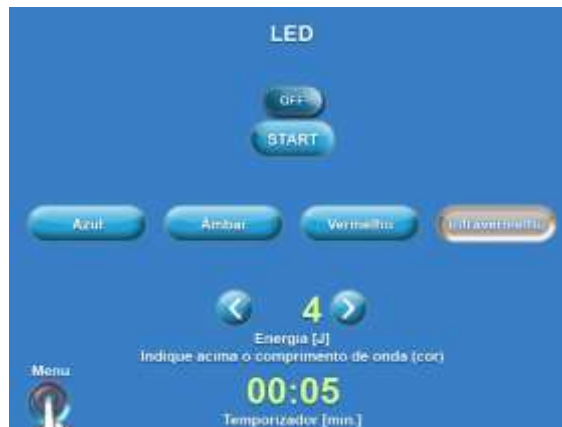 LED
OFF
START
Azul Âmbar Vermelho Infravermelho
4
Energia [J]
Indique acima o comprimento de onda (cor)
Menu
00:05
Temporizador [min.]